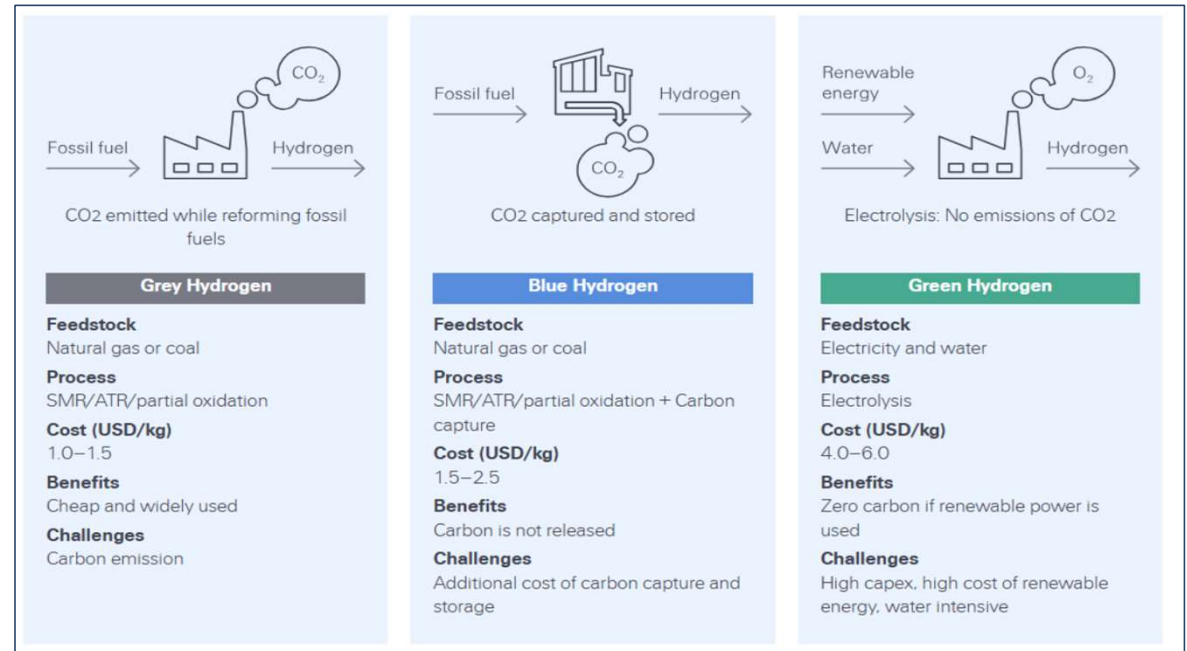 CO₂
Fossil fuel
Hydrogen
CO2 emitted while reforming fossil
fuels
Grey Hydrogen
Feedstock
Natural gas or coal
Process
SMR/ATR/partial oxidation
Cost (USD/kg)
1.0–1.5
Benefits
Cheap and widely used
Challenges
Carbon emission
Fossil fuel
Hydrogen
CO₂
CO2 captured and stored
Blue Hydrogen
Feedstock
Natural gas or coal
Process
SMR/ATR/partial oxidation + Carbon
capture
Cost (USD/kg)
1.5–2.5
Benefits
Carbon is not released
Challenges
Additional cost of carbon capture and
storage
Renewable
energy
O₂
Water
Hydrogen
Electrolysis: No emissions of CO2
Green Hydrogen
Feedstock
Electricity and water
Process
Electrolysis
Cost (USD/kg)
4.0–6.0
Benefits
Zero carbon if renewable power is
used
Challenges
High capex, high cost of renewable
energy, water intensive